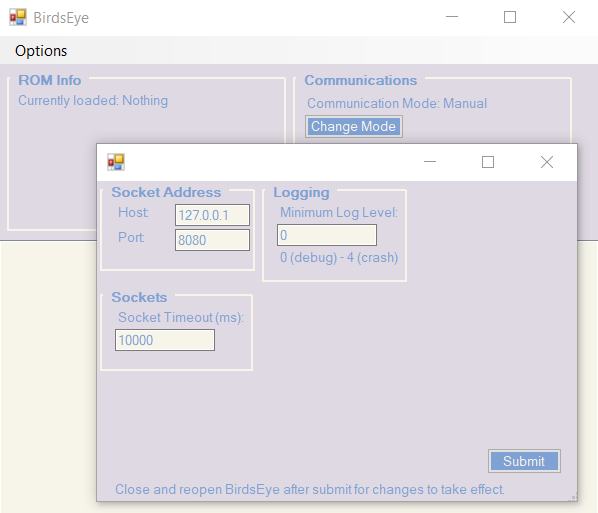 BirdsEye
Options
ROM Info
Currently loaded: Nothing
Communications
Communication Mode: Manual
Change Mode
Socket Address
Host:
127.0.0.1
Port:
8080
Logging
Minimum Log Level:
0
0 (debug) - 4 (crash)
Sockets
Socket Timeout (ms):
10000
Submit
Close and reopen BirdsEye after submit for changes to take effect.